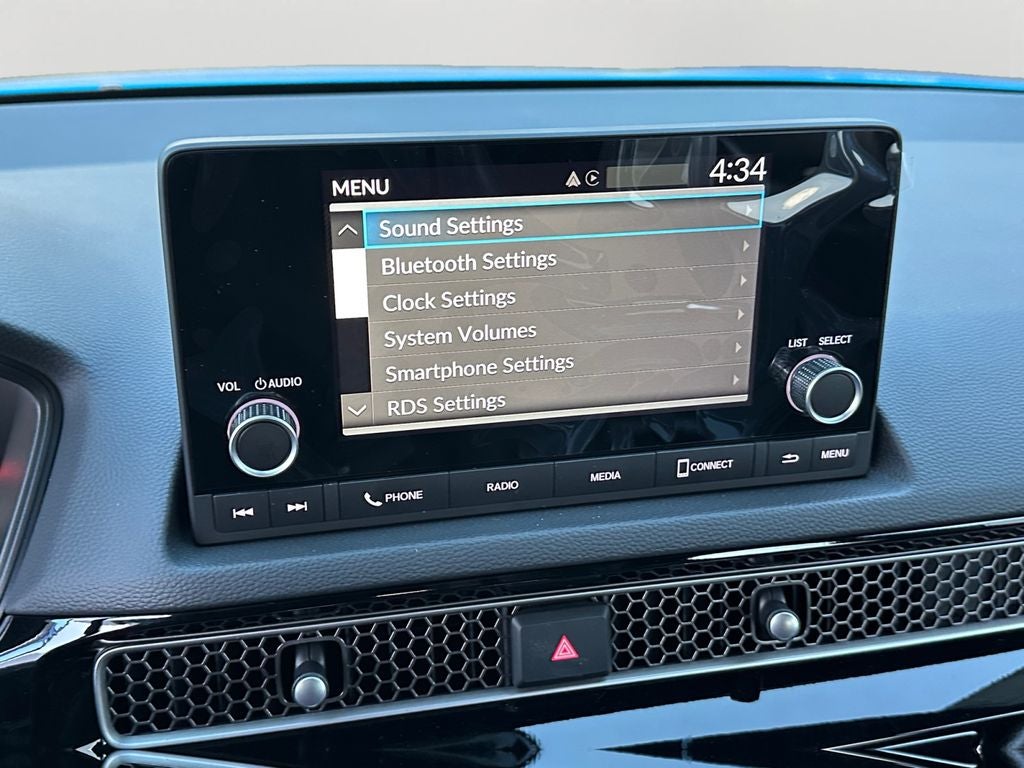 MENU 4:34
Sound Settings
Bluetooth Settings
Clock Settings
System Volumes
Smartphone Settings
RDS Settings
VOL AUDIO
LIST SELECT
PHONE RADIO MEDIA CONNECT MENU